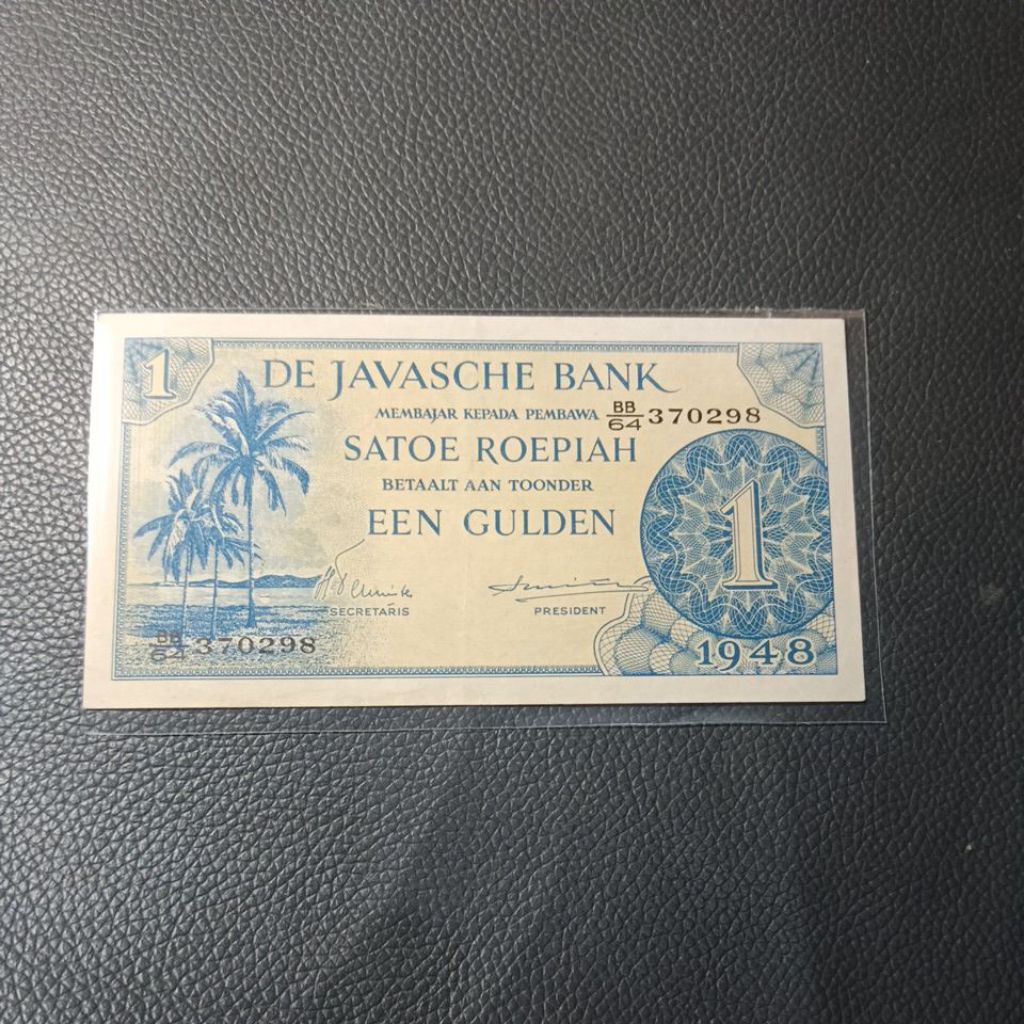 1
DE JAVASCHE BANK
MEMBAJAR KEPADA PEMBAWA
BB/64 370298
SATOE ROEPIAH
BETAALT AAN TOONDER
EEN GULDEN
1
SECRETARIS
PRESIDENT
BB/64 370298
1948